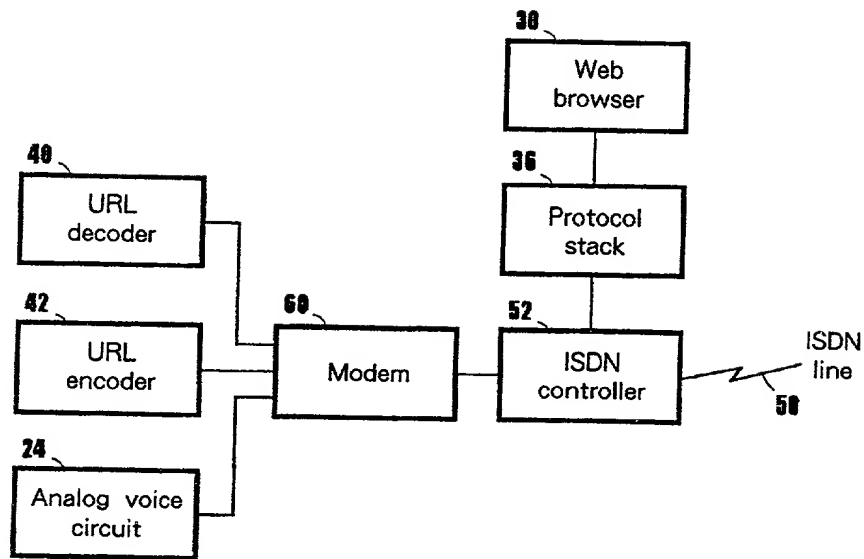 38
Web
browser
40
URL
decoder
36
Protocol
stack
42
URL
encoder
60
Modem
52
ISDN
controller
ISDN
line
50
24
Analog voice
circuit